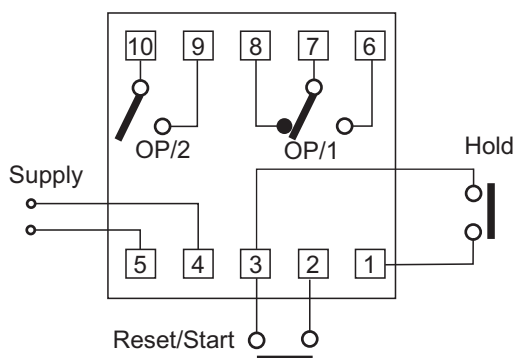 10 9 8 7 6
OP/2 OP/1
Hold
Supply
5 4 3 2 1
Reset/Start